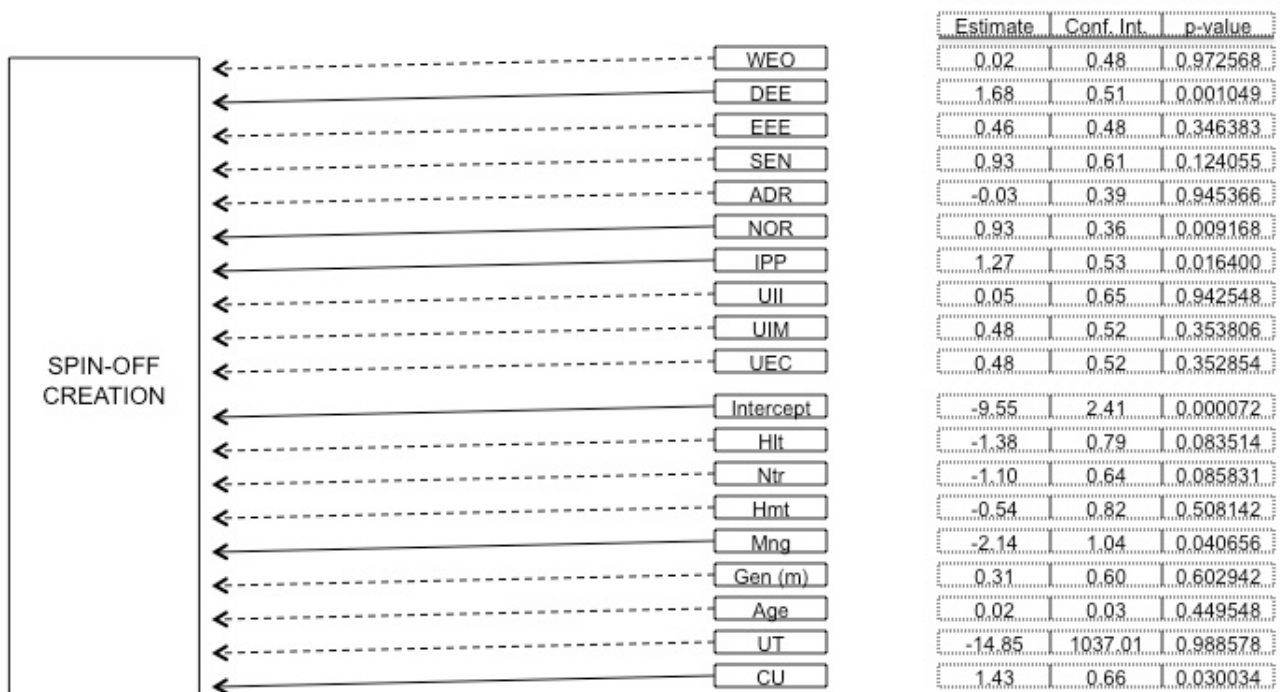 Estimate Conf. Int. p-value
WEO 0.02 0.48 0.972568
DEE 1.68 0.51 0.001049
EEE 0.46 0.48 0.346383
SEN 0.93 0.61 0.124055
ADR -0.03 0.39 0.945366
NOR 0.93 0.36 0.009168
IPP 1.27 0.53 0.016400
UII 0.05 0.65 0.942548
UIM 0.48 0.52 0.353806
UEC 0.48 0.52 0.352854
SPIN-OFF
CREATION
Intercept -9.55 2.41 0.000072
Hlt -1.38 0.79 0.083514
Ntr -1.10 0.64 0.085831
Hmt -0.54 0.82 0.508142
Mng -2.14 1.04 0.040656
Gen (m) 0.31 0.60 0.602942
Age 0.02 0.03 0.449548
UT -14.85 1037.01 0.988578
CU 1.43 0.66 0.030034